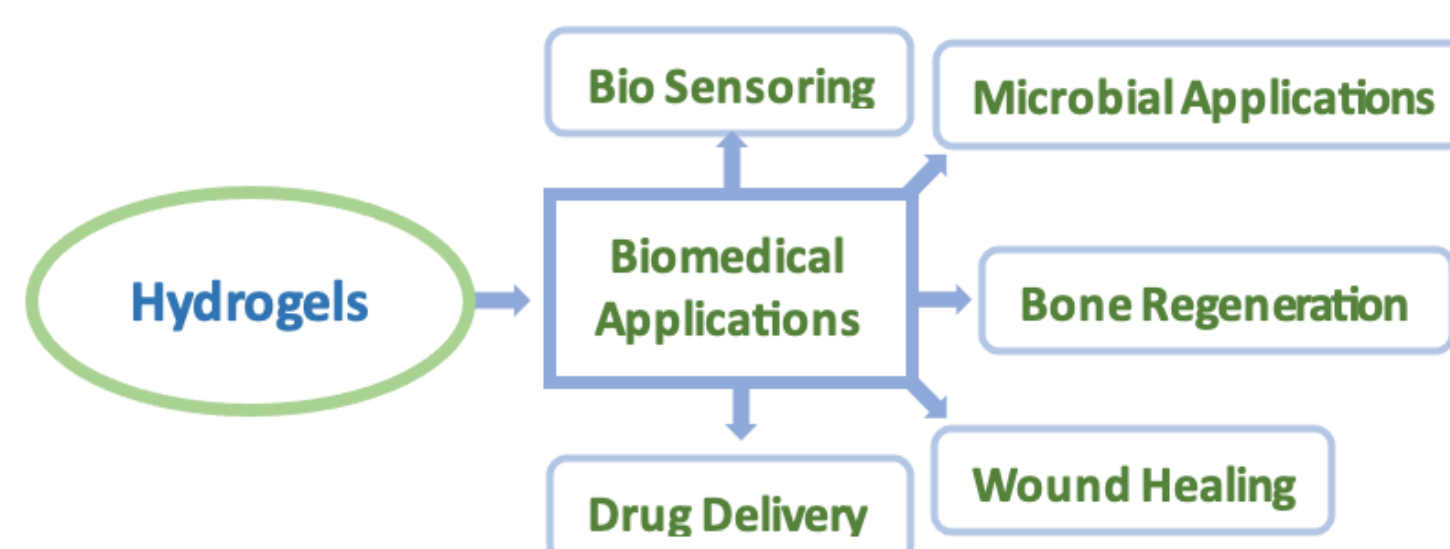 Bio Sensoring
Microbial Applications
Hydrogels
Biomedical
Applications
Bone Regeneration
Wound Healing
Drug Delivery